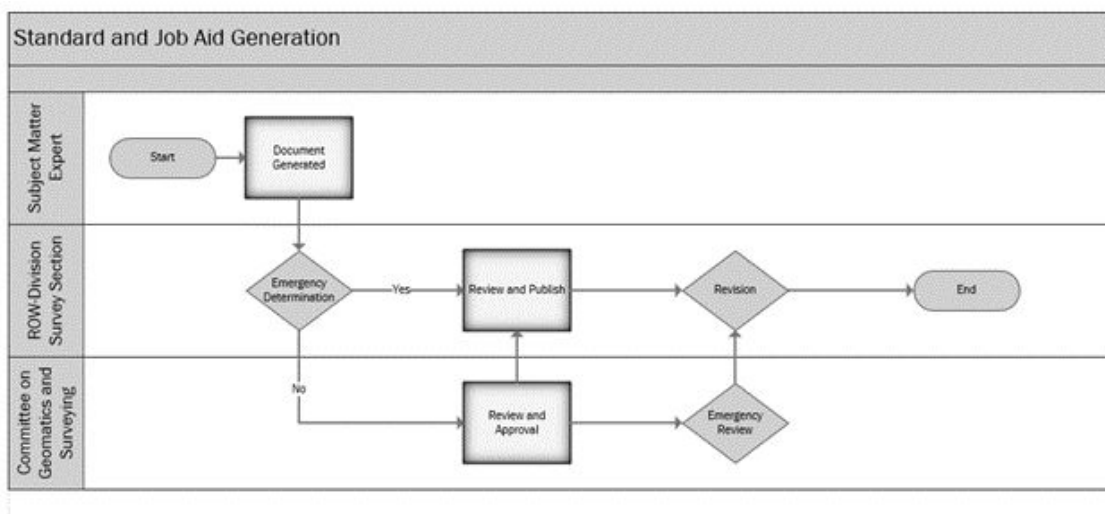 Standard and Job Aid Generation
Subject Matter
Expert
Start
Document
Generated
ROW-Division
Survey Section
Emergency
Determination
Yes
Review and Publish
Revision
End
No
Committee on
Geomatics and
Surveying
Review and
Approval
Emergency
Review